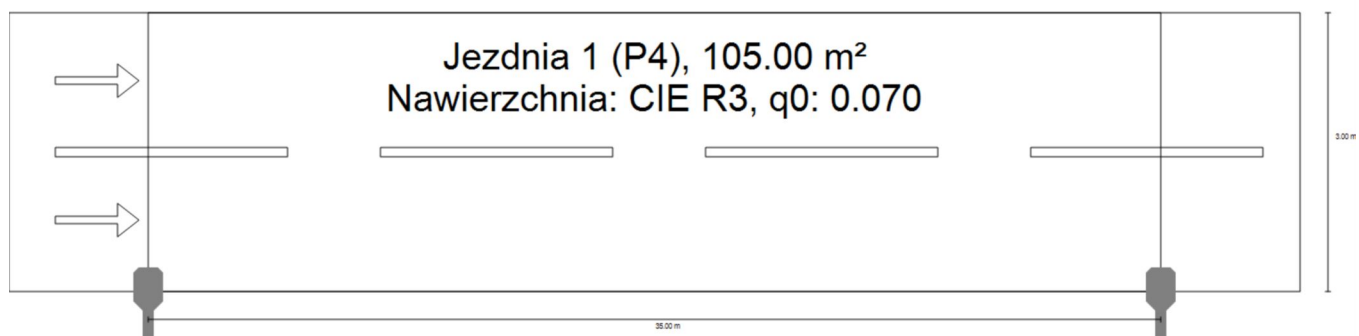 Jezdnia 1 (P4), 105.00 m²
Nawierzchnia: CIE R3, q0: 0.070
3.00 m
35.00 m